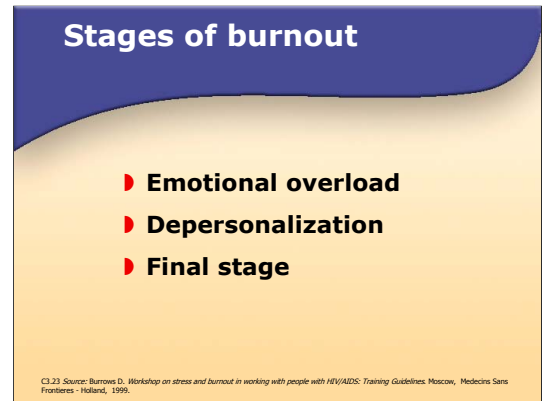 Stages of burnout
Emotional overload
Depersonalization
Final stage
C3.23 Source: Burrows D. Workshop on stress and burnout in working with people with HIV/AIDS: Training Guidelines. Moscow, Medecins Sans
Frontieres - Holland, 1999.